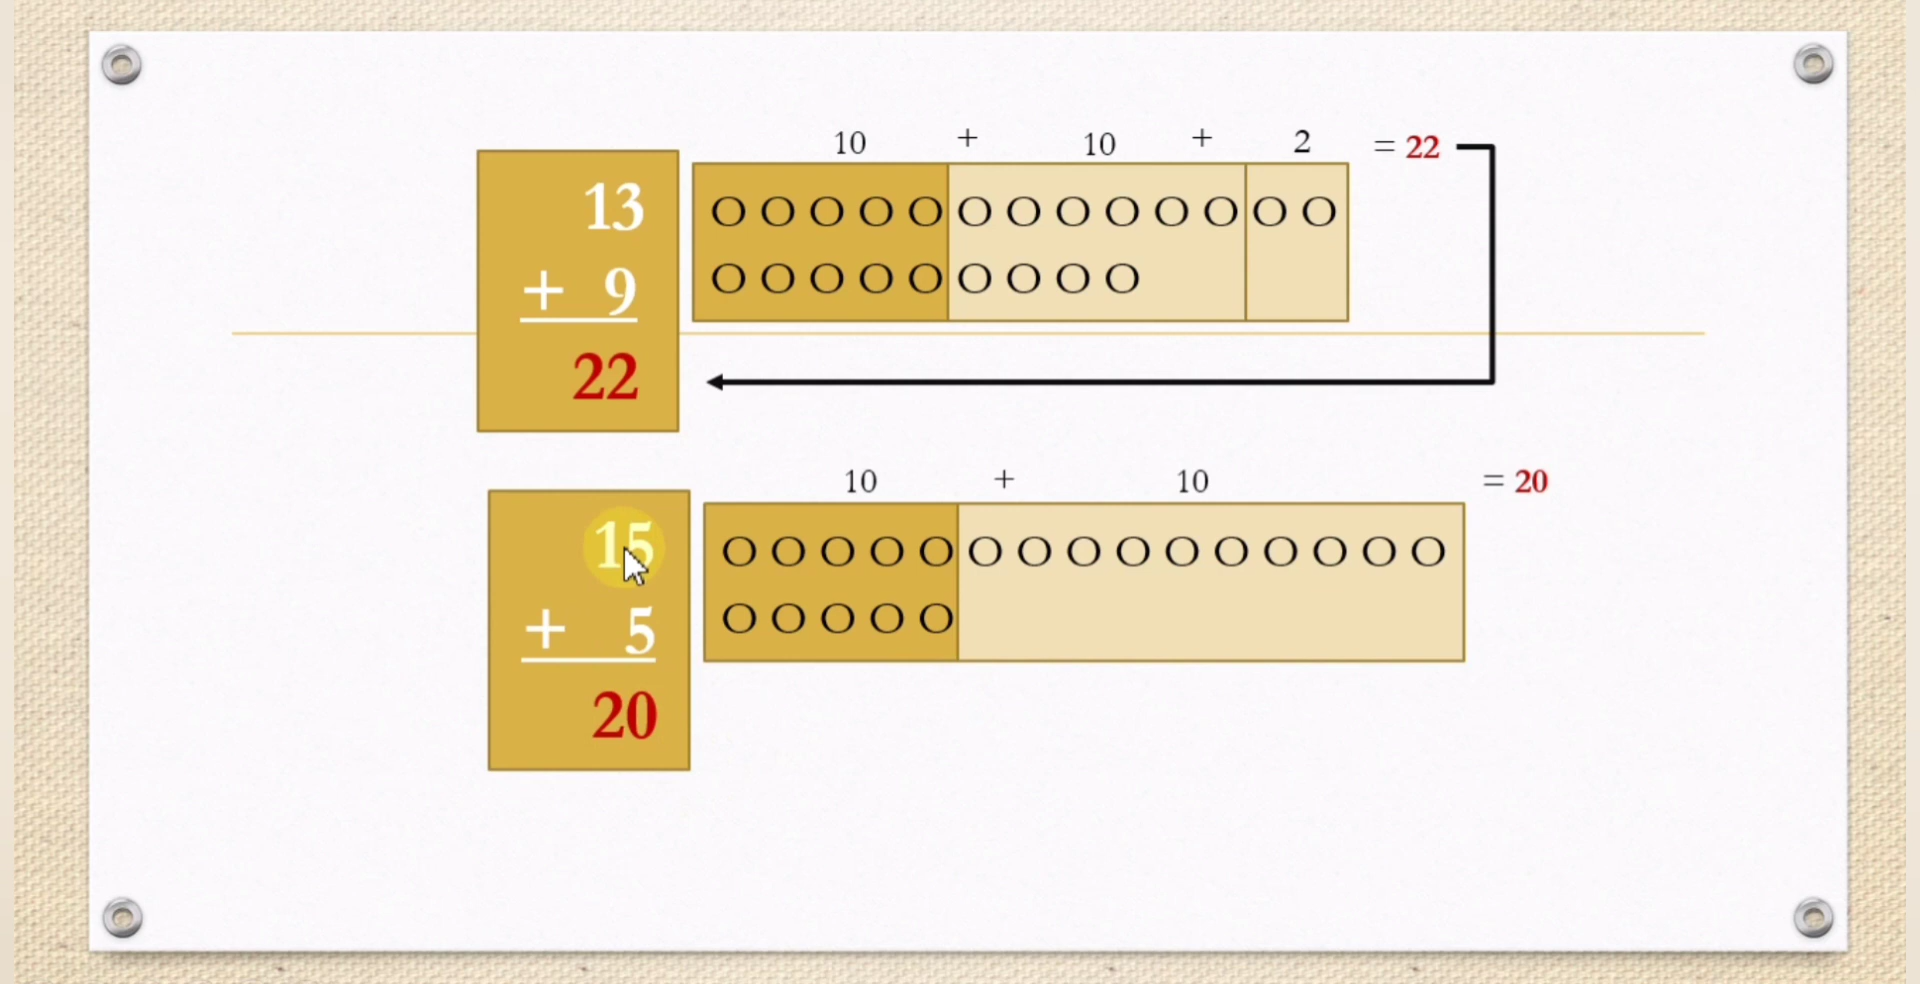 10 + 10 + 2 = 22
13
+ 9
22
O O O O O O O O O O O O O
O O O O O O O O O
10 + 10 = 20
15
+ 5
20
O O O O O O O O O O O O O O O
O O O O O